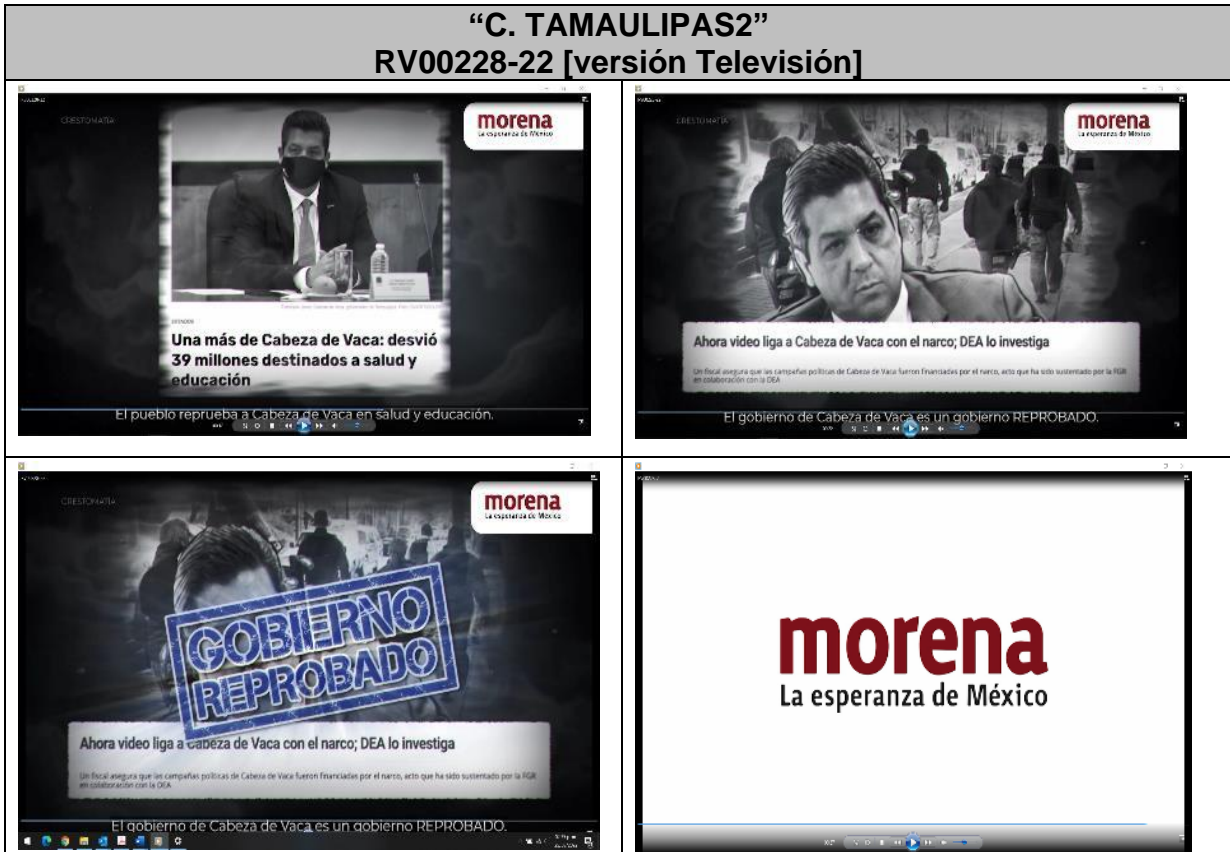 “C. TAMAULIPAS2”
RV00228-22 [versión Televisión]
CRESTOMATÍA
morena
La esperanza de México
Una más de Cabeza de Vaca: desvió
39 millones destinados a salud y
educación
El pueblo reprueba a Cabeza de Vaca en salud y educación.
CRESTOMATÍA
morena
La esperanza de México
Ahora video liga a Cabeza de Vaca con el narco; DEA lo investiga
Un fiscal asegura que las campañas políticas de Cabeza de Vaca fueron financiadas por el narco, acto que ha sido sustentado por la FGR
en colaboración con la DEA
El gobierno de Cabeza de Vaca es un gobierno REPROBADO.
CRESTOMATÍA
morena
La esperanza de México
GOBIERNO
REPROBADO
Ahora video liga a Cabeza de Vaca con el narco; DEA lo investiga
Un fiscal asegura que las campañas políticas de Cabeza de Vaca fueron financiadas por el narco, acto que ha sido sustentado por la FGR
en colaboración con la DEA
El gobierno de Cabeza de Vaca es un gobierno REPROBADO.
morena
La esperanza de México